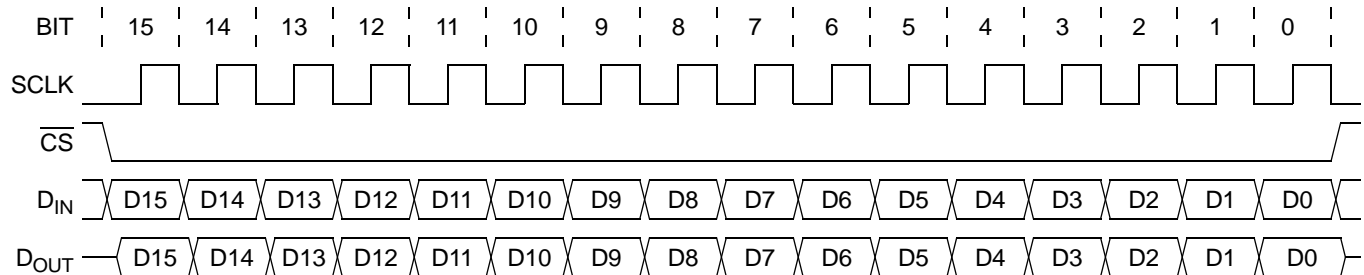 BIT 15 14 13 12 11 10 9 8 7 6 5 4 3 2 1 0
SCLK
CS
DIN D15 D14 D13 D12 D11 D10 D9 D8 D7 D6 D5 D4 D3 D2 D1 D0
DOUT D15 D14 D13 D12 D11 D10 D9 D8 D7 D6 D5 D4 D3 D2 D1 D0